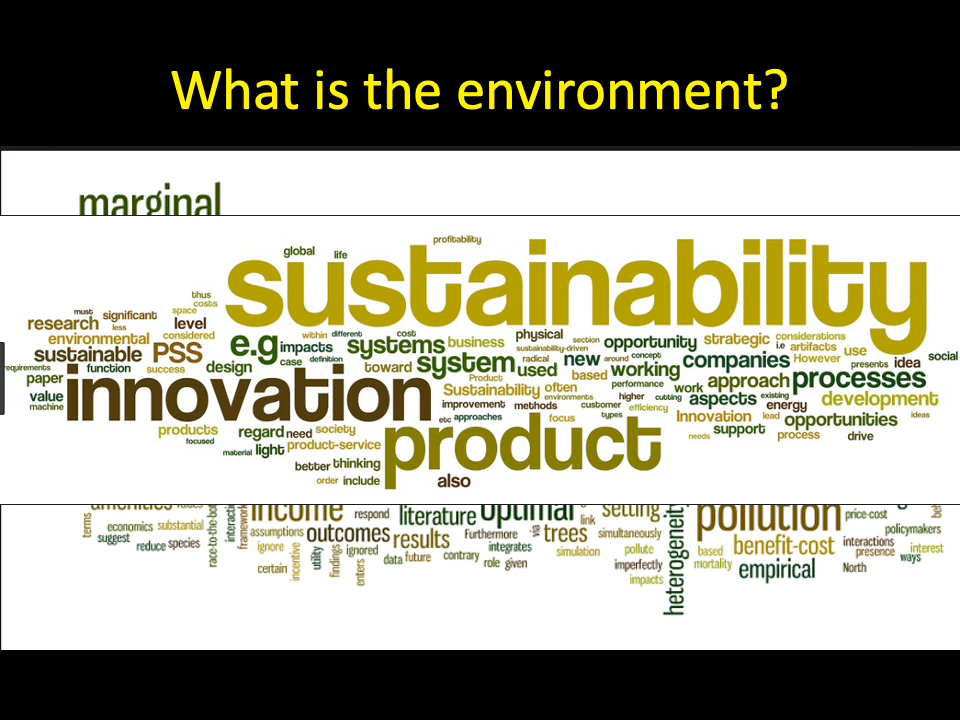 What is the environment?
marginal
profitability
global
life
sustainability
thus
costs
must
significant
space
research
less
level
environmental
considered
within
different
cost
physical
section
opportunity
strategic
considerations
e.g
impacts
systems
business
sustainability-driven
i.e
artifacts
sustainable
PSS
case
definition
system
radical
new
around
concept
companies
However
use
social
requirements
function
success
design
toward
used
based
working
presents
idea
paper
innovation
Product
Sustainability
often
environments
performance
work
approach
processes
value
machine
improvement
methods
customer
higher
cutting
aspects
existing
energy
development
etc
approaches
focus
types
efficiency
Innovation
lead
opportunities
ideas
products
focused
regard
need
society
product
needs
support
process
drive
material
light
product-service
better
thinking
order
include
also
amenities
values
income
respond
literature
optimal
link
setting
pollution
price-cost
terms
economics
substantial
race-to-the-bot
interacti
framework
assumptions
outcomes
results
Furthermore
via
trees
simultaneously
heterogeneit
policymakers
suggest
reduce
species
ignore
utility
findings
ignored
integrates
simulation
pollute
based
benefit-cost
interactions
presence
interest
ways
certain
incentive
enters
data
future
contrary
role
given
imperfectly
impacts
mortality
empirical
North